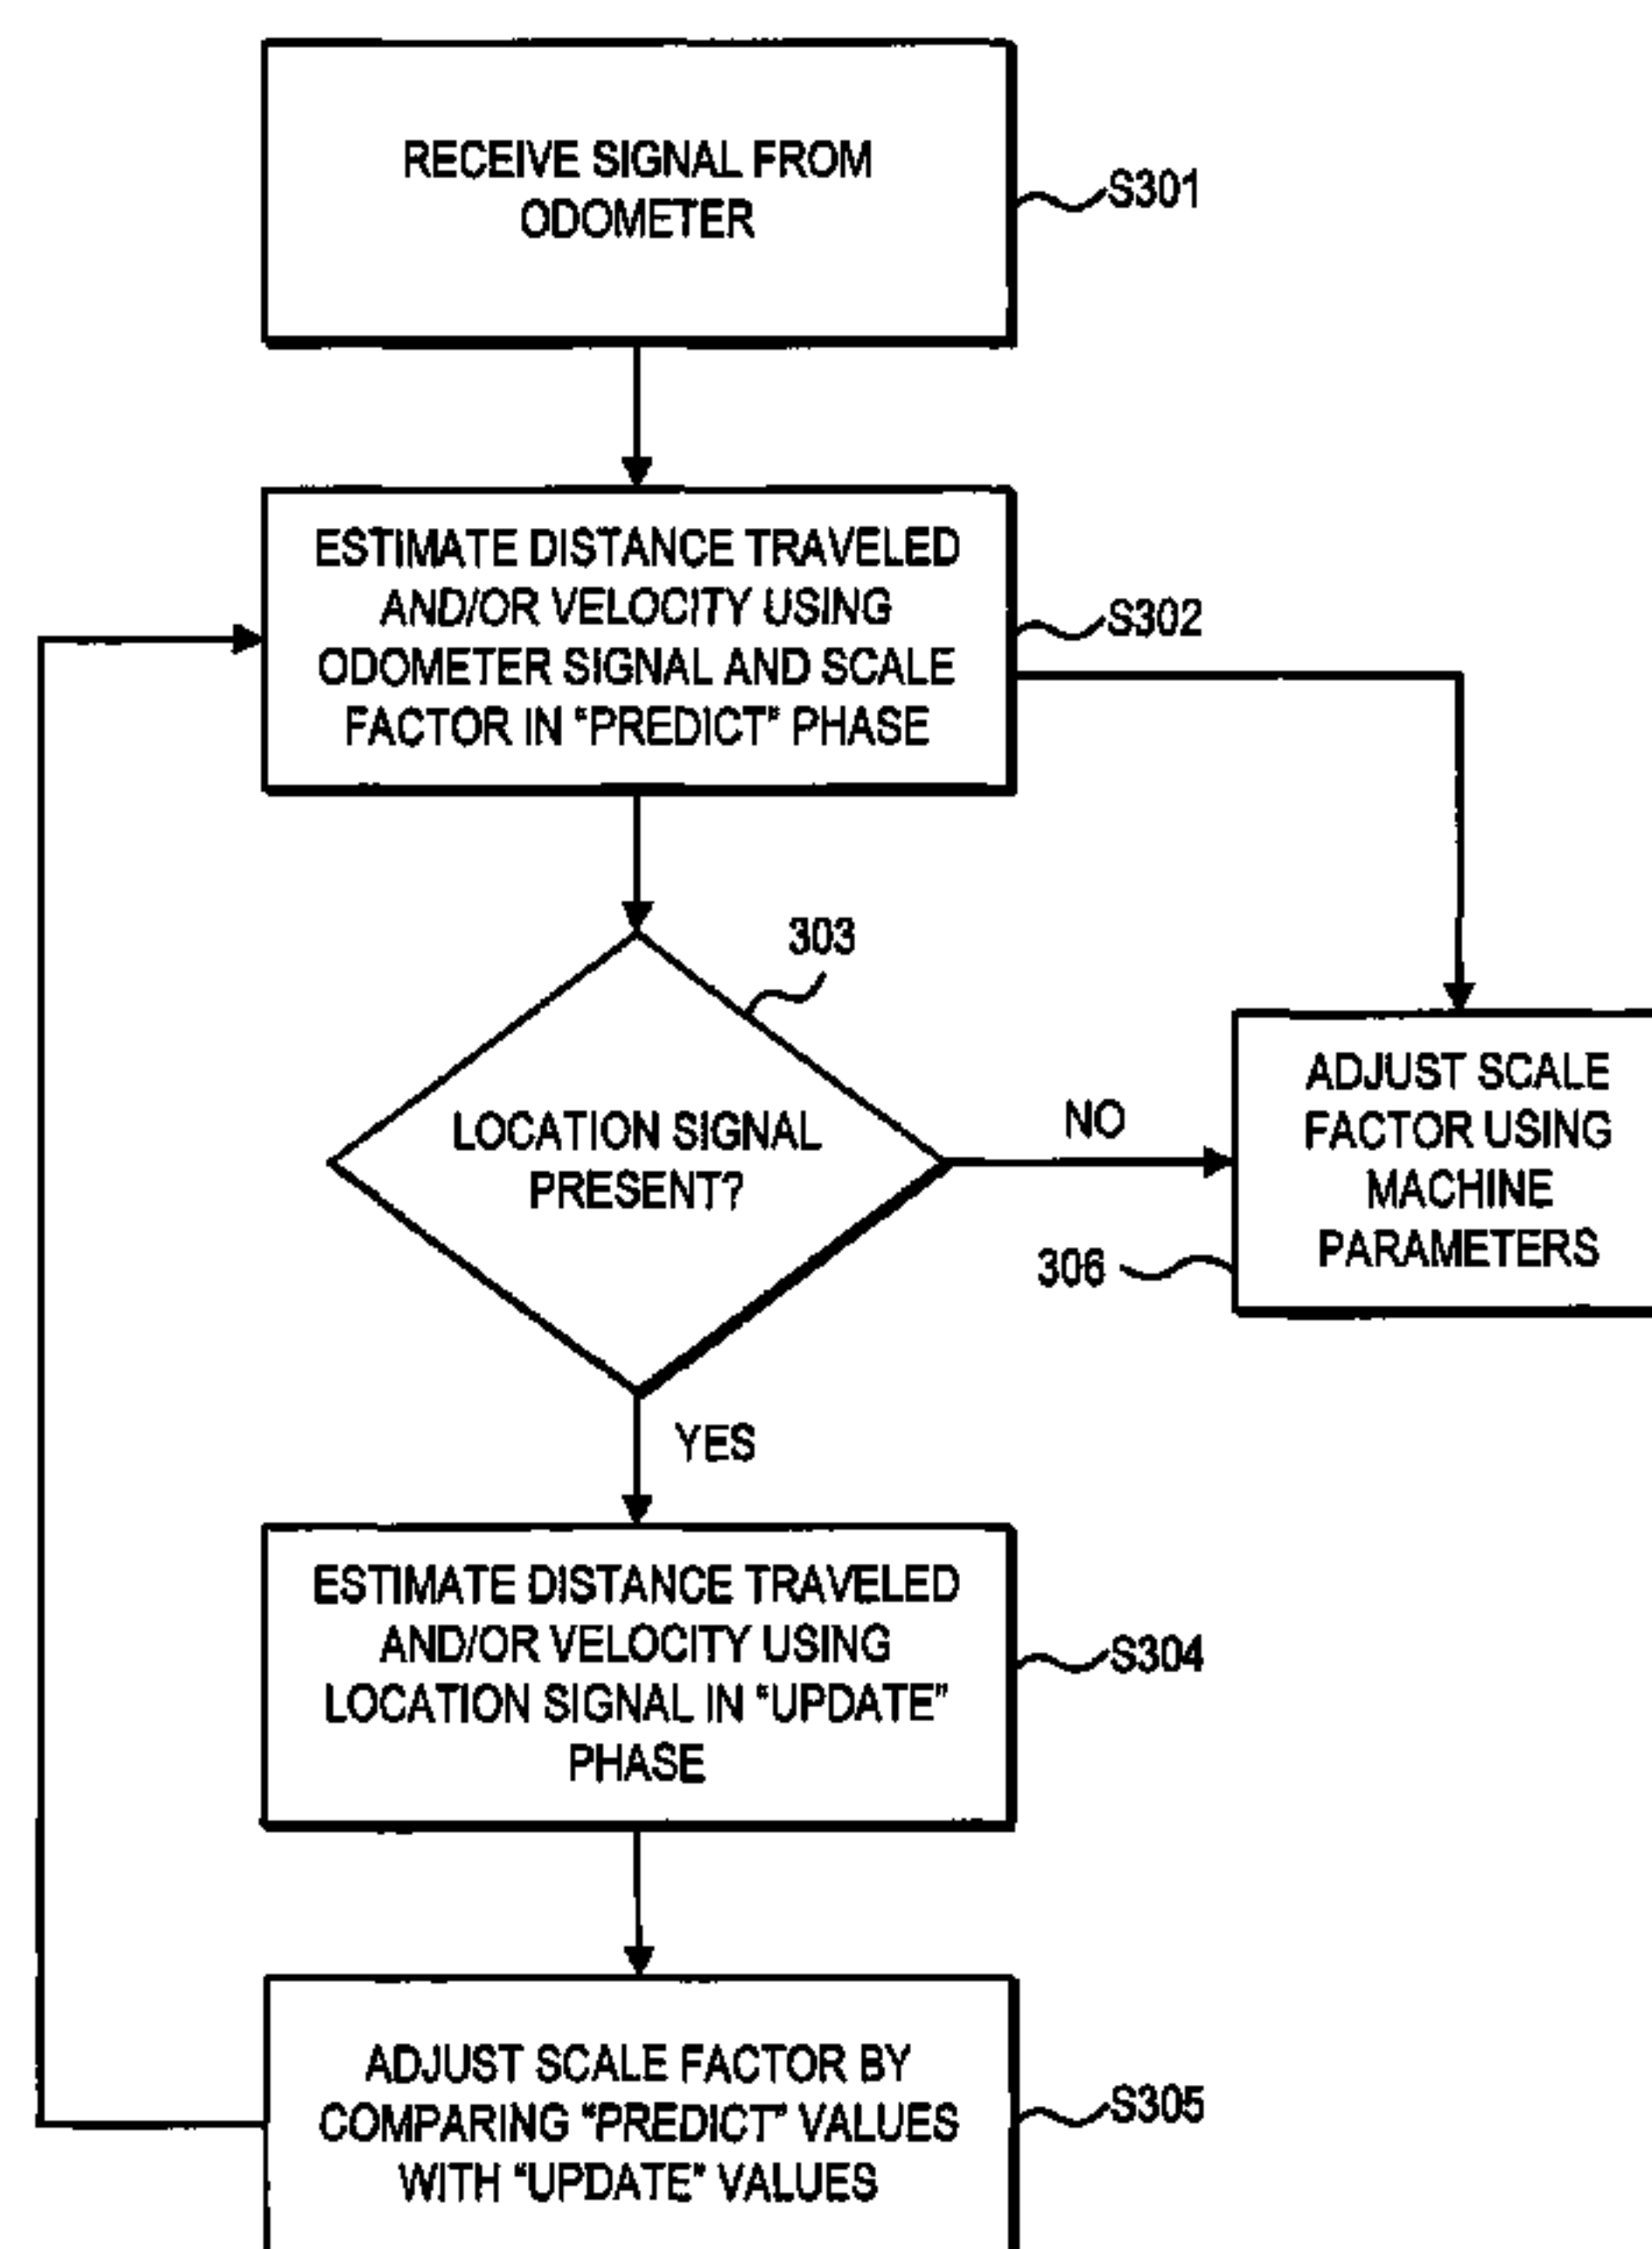 RECEIVE SIGNAL FROM
ODOMETER
S301
ESTIMATE DISTANCE TRAVELED
AND/OR VELOCITY USING
ODOMETER SIGNAL AND SCALE
FACTOR IN "PREDICT" PHASE
S302
303
LOCATION SIGNAL
PRESENT?
NO
ADJUST SCALE
FACTOR USING
MACHINE
PARAMETERS
306
YES
ESTIMATE DISTANCE TRAVELED
AND/OR VELOCITY USING
LOCATION SIGNAL IN "UPDATE"
PHASE
S304
ADJUST SCALE FACTOR BY
COMPARING "PREDICT" VALUES
WITH "UPDATE" VALUES
S305